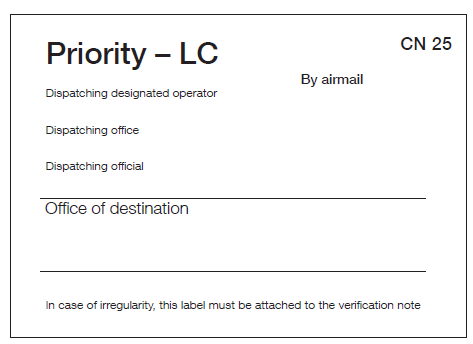 Priority – LC
CN 25
By airmail
Dispatching designated operator
Dispatching office
Dispatching official
Office of destination
In case of irregularity, this label must be attached to the verification note